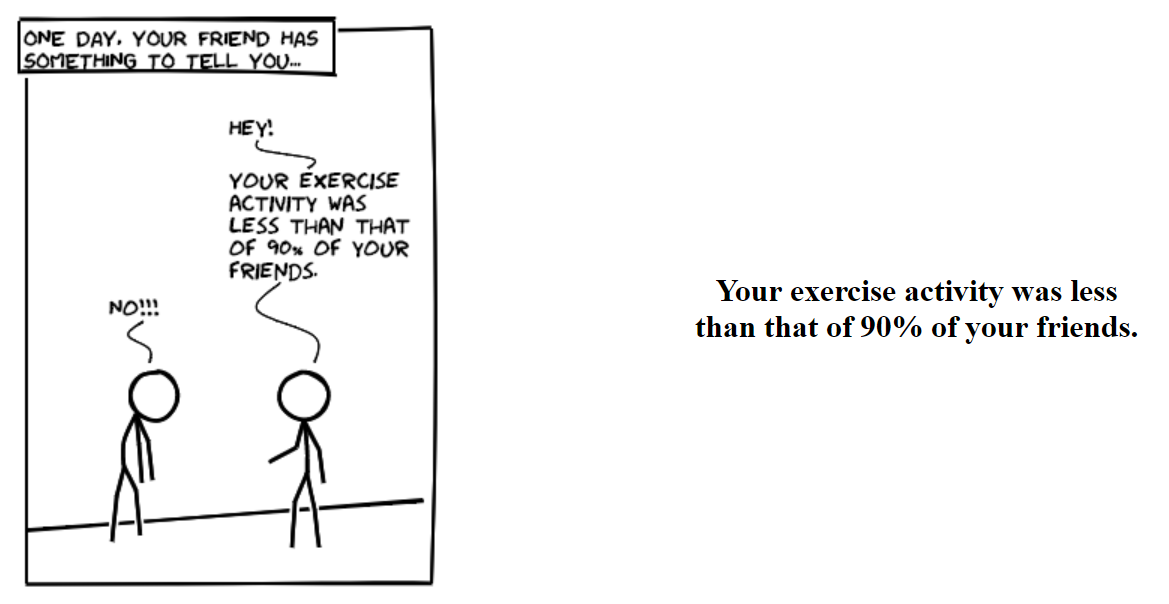 ONE DAY, YOUR FRIEND HAS
SOMETHING TO TELL YOU...
HEY!
YOUR EXERCISE
ACTIVITY WAS
LESS THAN THAT
OF 90% OF YOUR
FRIENDS.
NO!!!
Your exercise activity was less
than that of 90% of your friends.